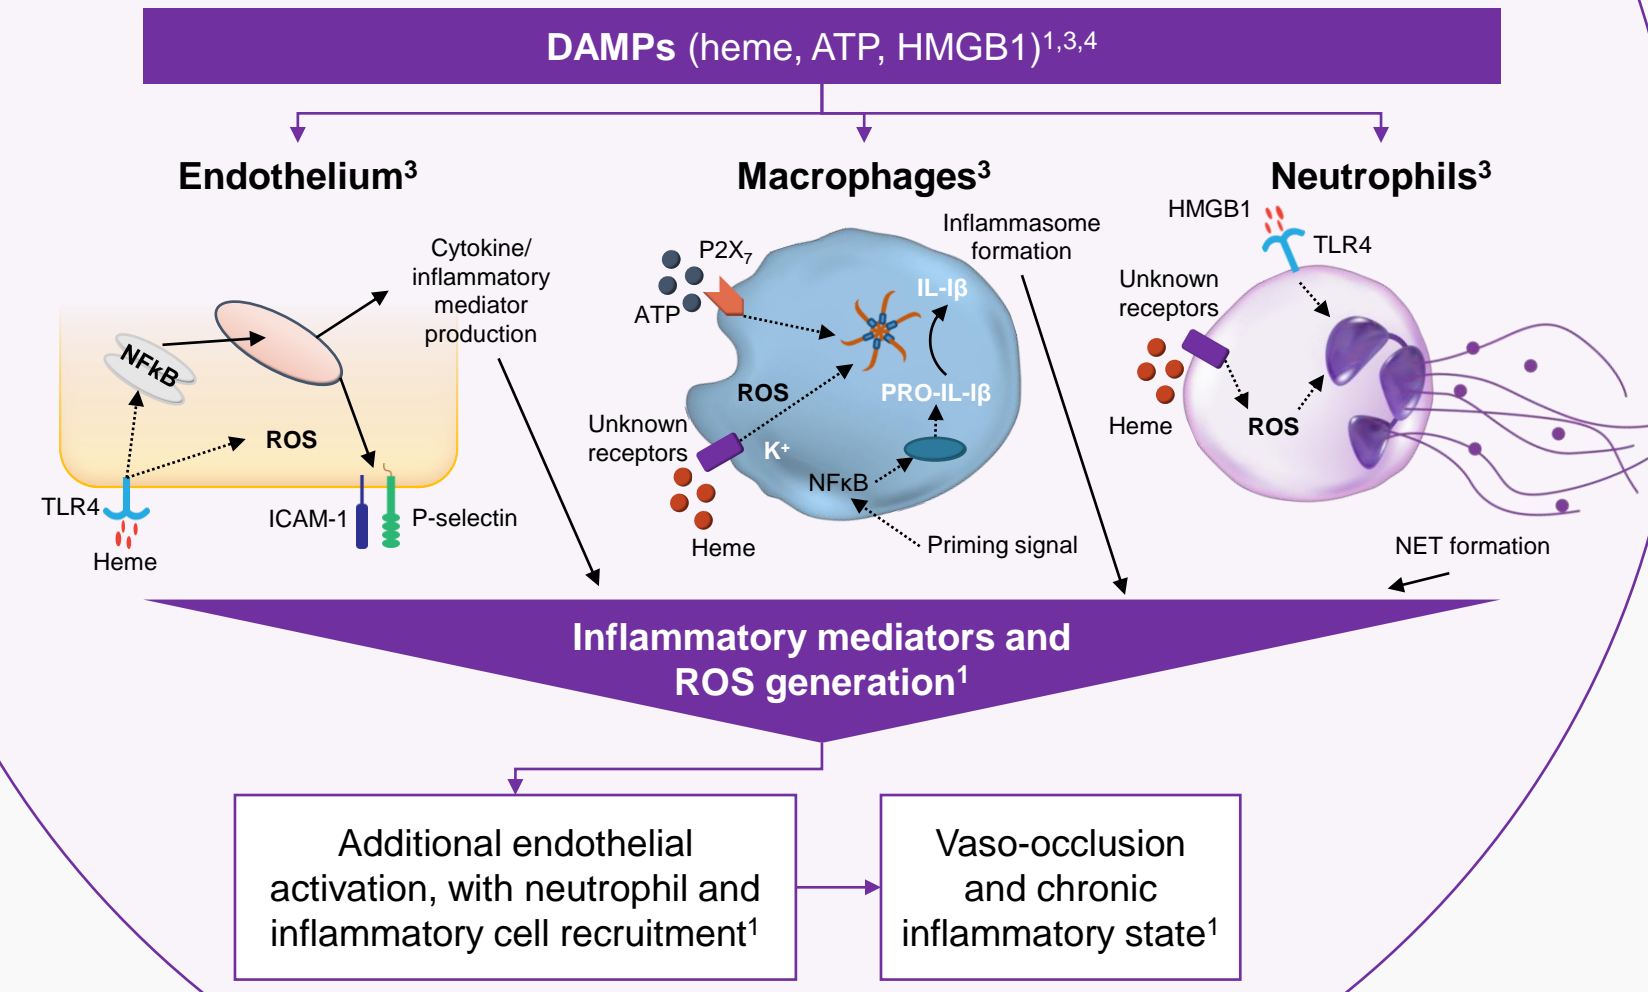 DAMPs (heme, ATP, HMGB1)1,3,4
Endothelium3
Cytokine/
inflammatory
mediator
production
NFκB
ROS
TLR4
Heme
ICAM-1
P-selectin
Macrophages3
Inflammasome
formation
P2X7
ATP
IL-Iβ
ROS
PRO-IL-Iβ
Unknown
receptors
K+
NFκB
Heme
Priming signal
Neutrophils3
HMGB1
TLR4
Unknown
receptors
Heme
ROS
NET formation
Inflammatory mediators and
ROS generation1
Additional endothelial
activation, with neutrophil and
inflammatory cell recruitment1
Vaso-occlusion
and chronic
inflammatory state1